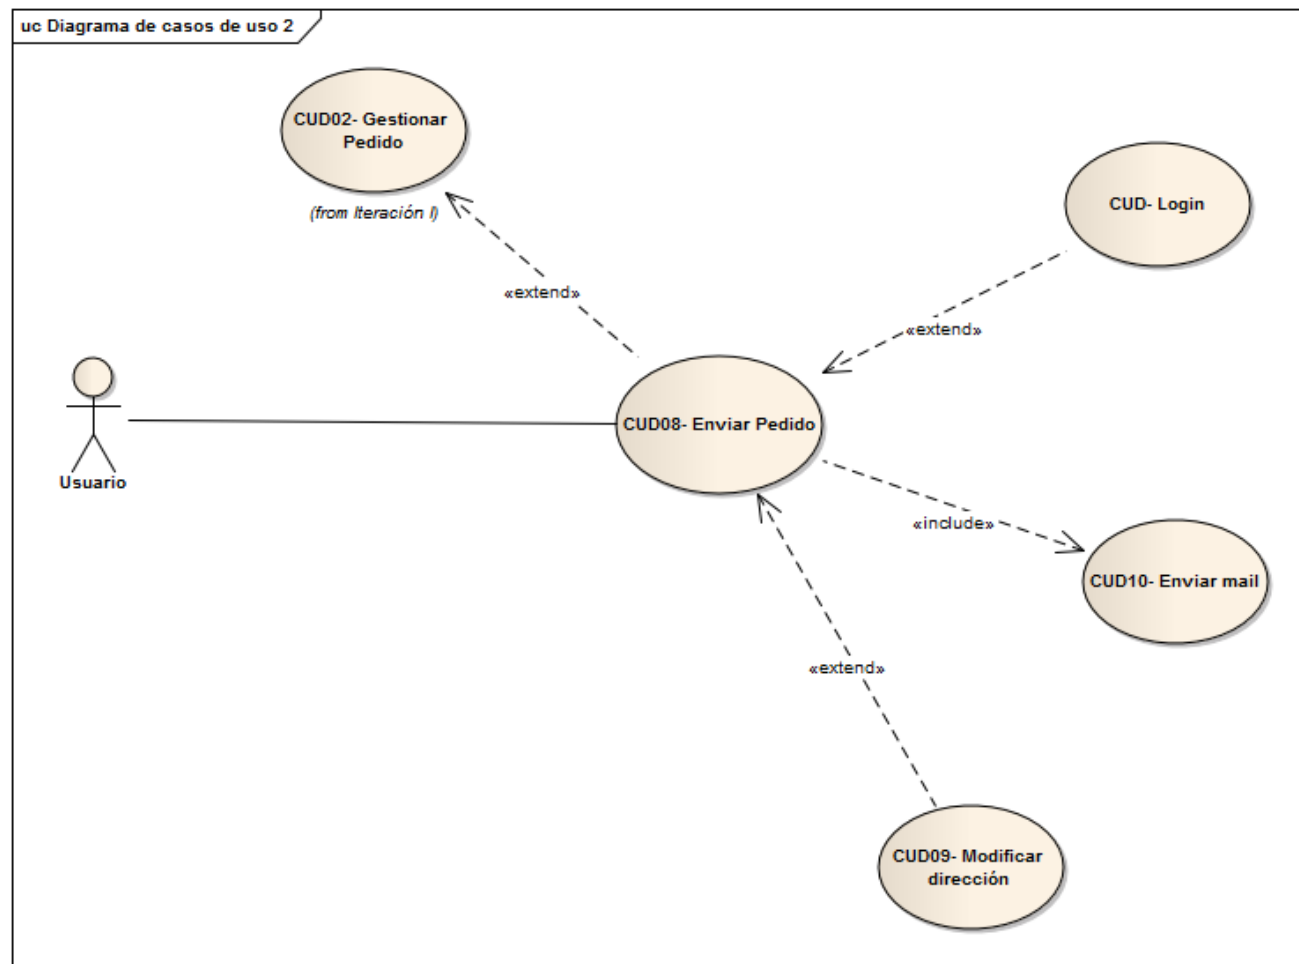 uc Diagrama de casos de uso 2
CUD02- Gestionar
Pedido
(from Iteración I)
CUD- Login
«extend»
«extend»
CUD08- Enviar Pedido
Usuario
«include»
CUD10- Enviar mail
«extend»
CUD09- Modificar
dirección